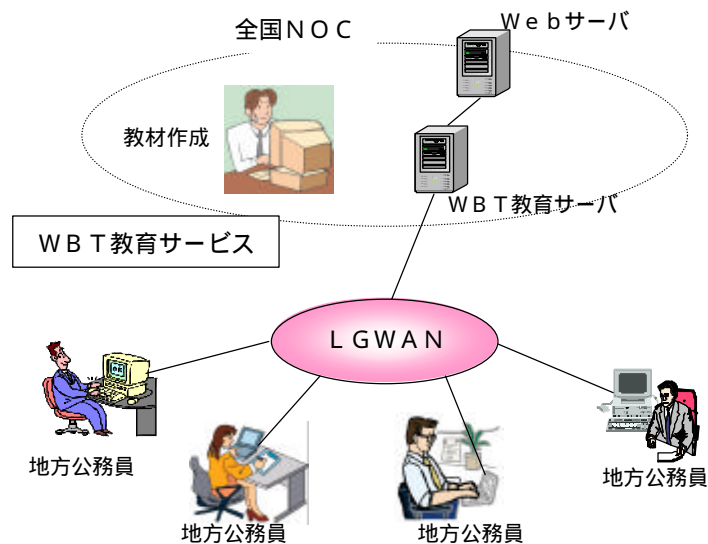 全国ＮＯＣ
Ｗｅｂサーバ
教材作成
ＷＢＴ教育サーバ
ＷＢＴ教育サービス
ＬＧＷＡＮ
地方公務員
地方公務員
地方公務員
地方公務員